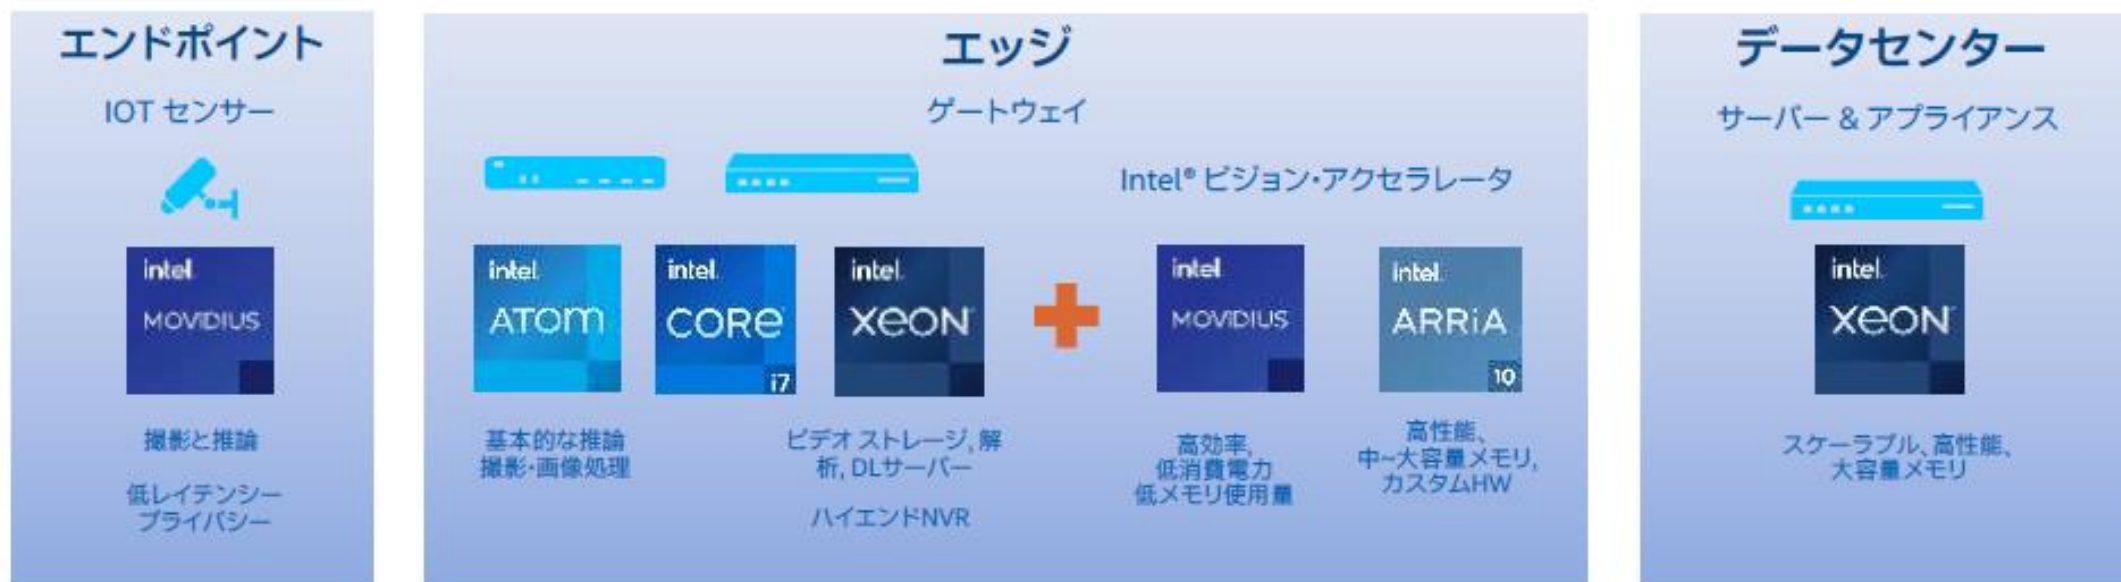 エンドポイント
IOT センサー
intel
MOVIDIUS
撮影と推論
低レイテンシー
プライバシー
エッジ
ゲートウェイ
Intel® ビジョン・アクセラレータ
intel
ATOM
intel
CORE
i7
intel
XEON
intel
MOVIDIUS
intel
ARRIA
10
基本的な推論
撮影・画像処理
ビデオ ストレージ, 解
析, DLサーバー
ハイエンドNVR
高効率,
低消費電力
低メモリ使用量
高性能、
中~大容量メモリ,
カスタムHW
データセンター
サーバー & アプライアンス
intel
XEON
スケーラブル、高性能、
大容量メモリ